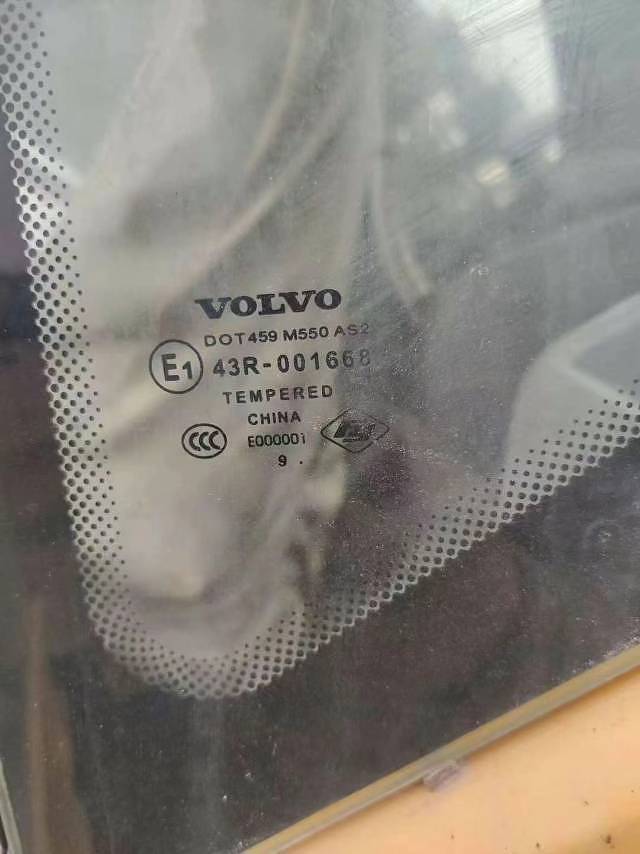 VOLVO
DOT459 M550 AS2
E1 43R-001668
TEMPERED
CHINA
CCC E000001
9 .